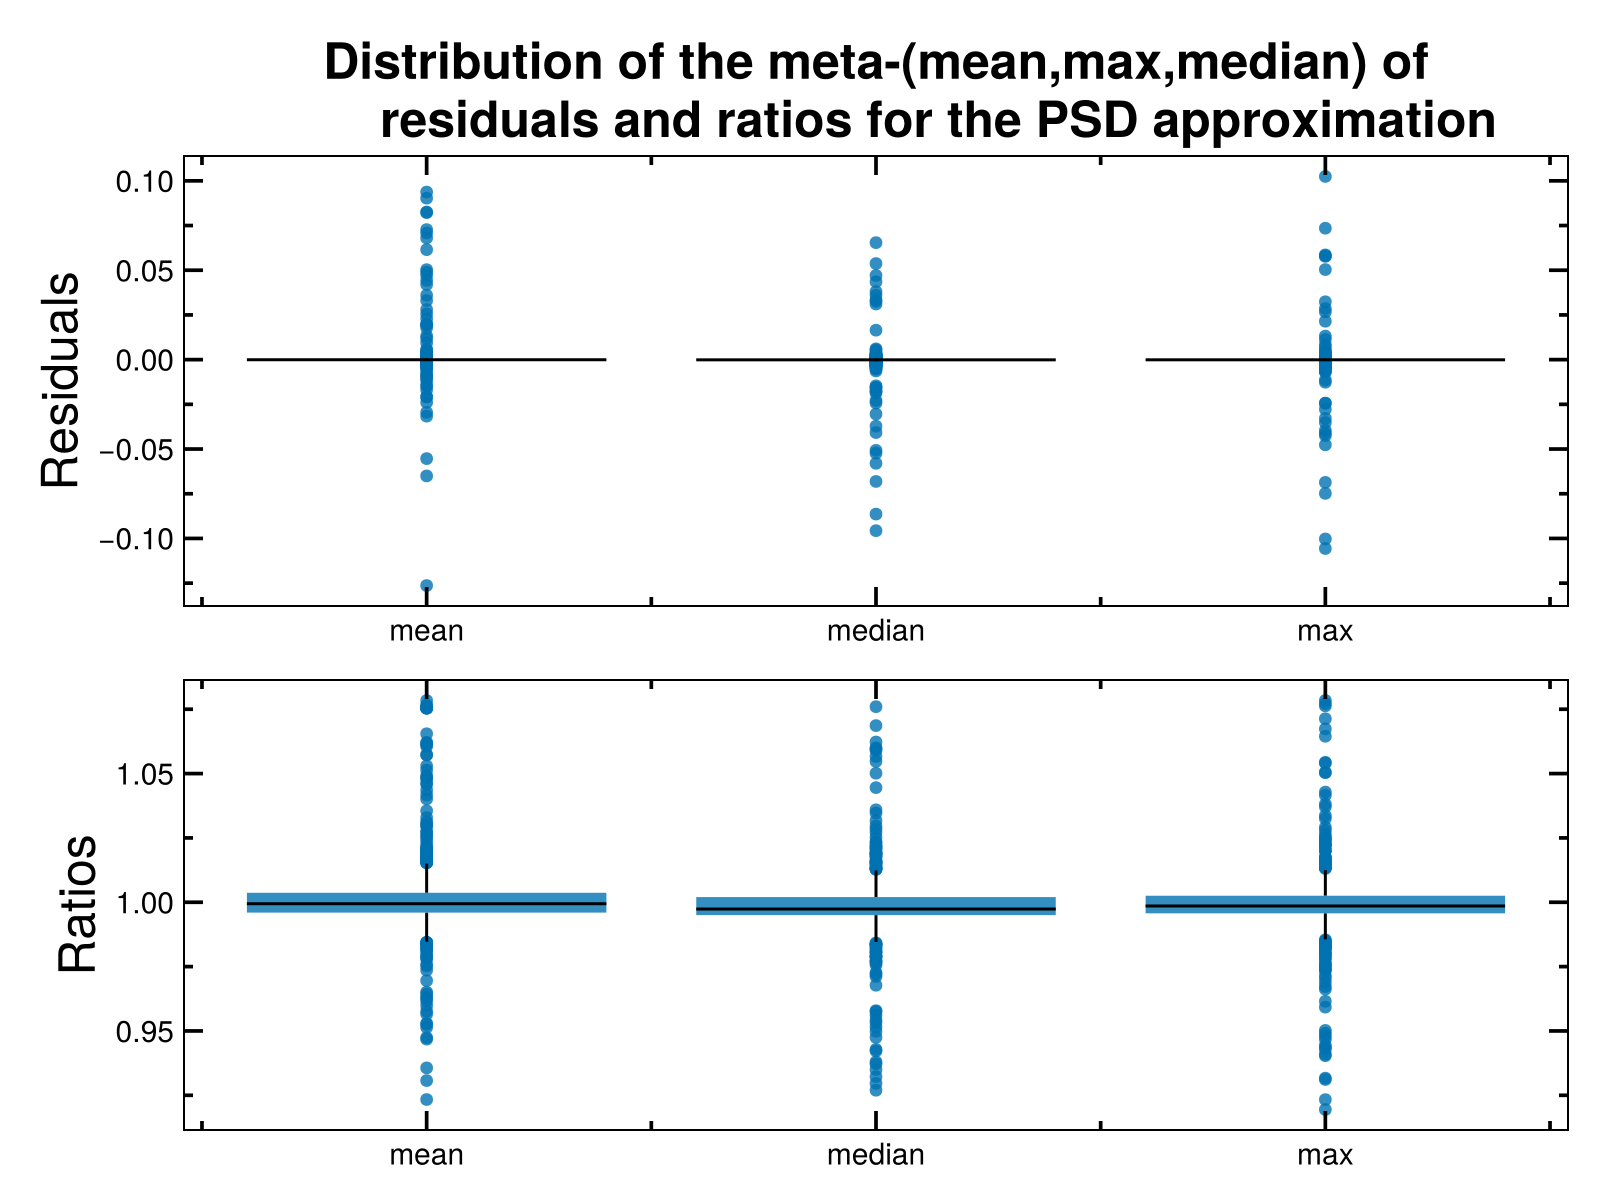 Distribution of the meta-(mean,max,median) of
residuals and ratios for the PSD approximation
Residuals
0.10
0.05
0.00
−0.05
−0.10
mean median max
Ratios
1.05
1.00
0.95
mean median max